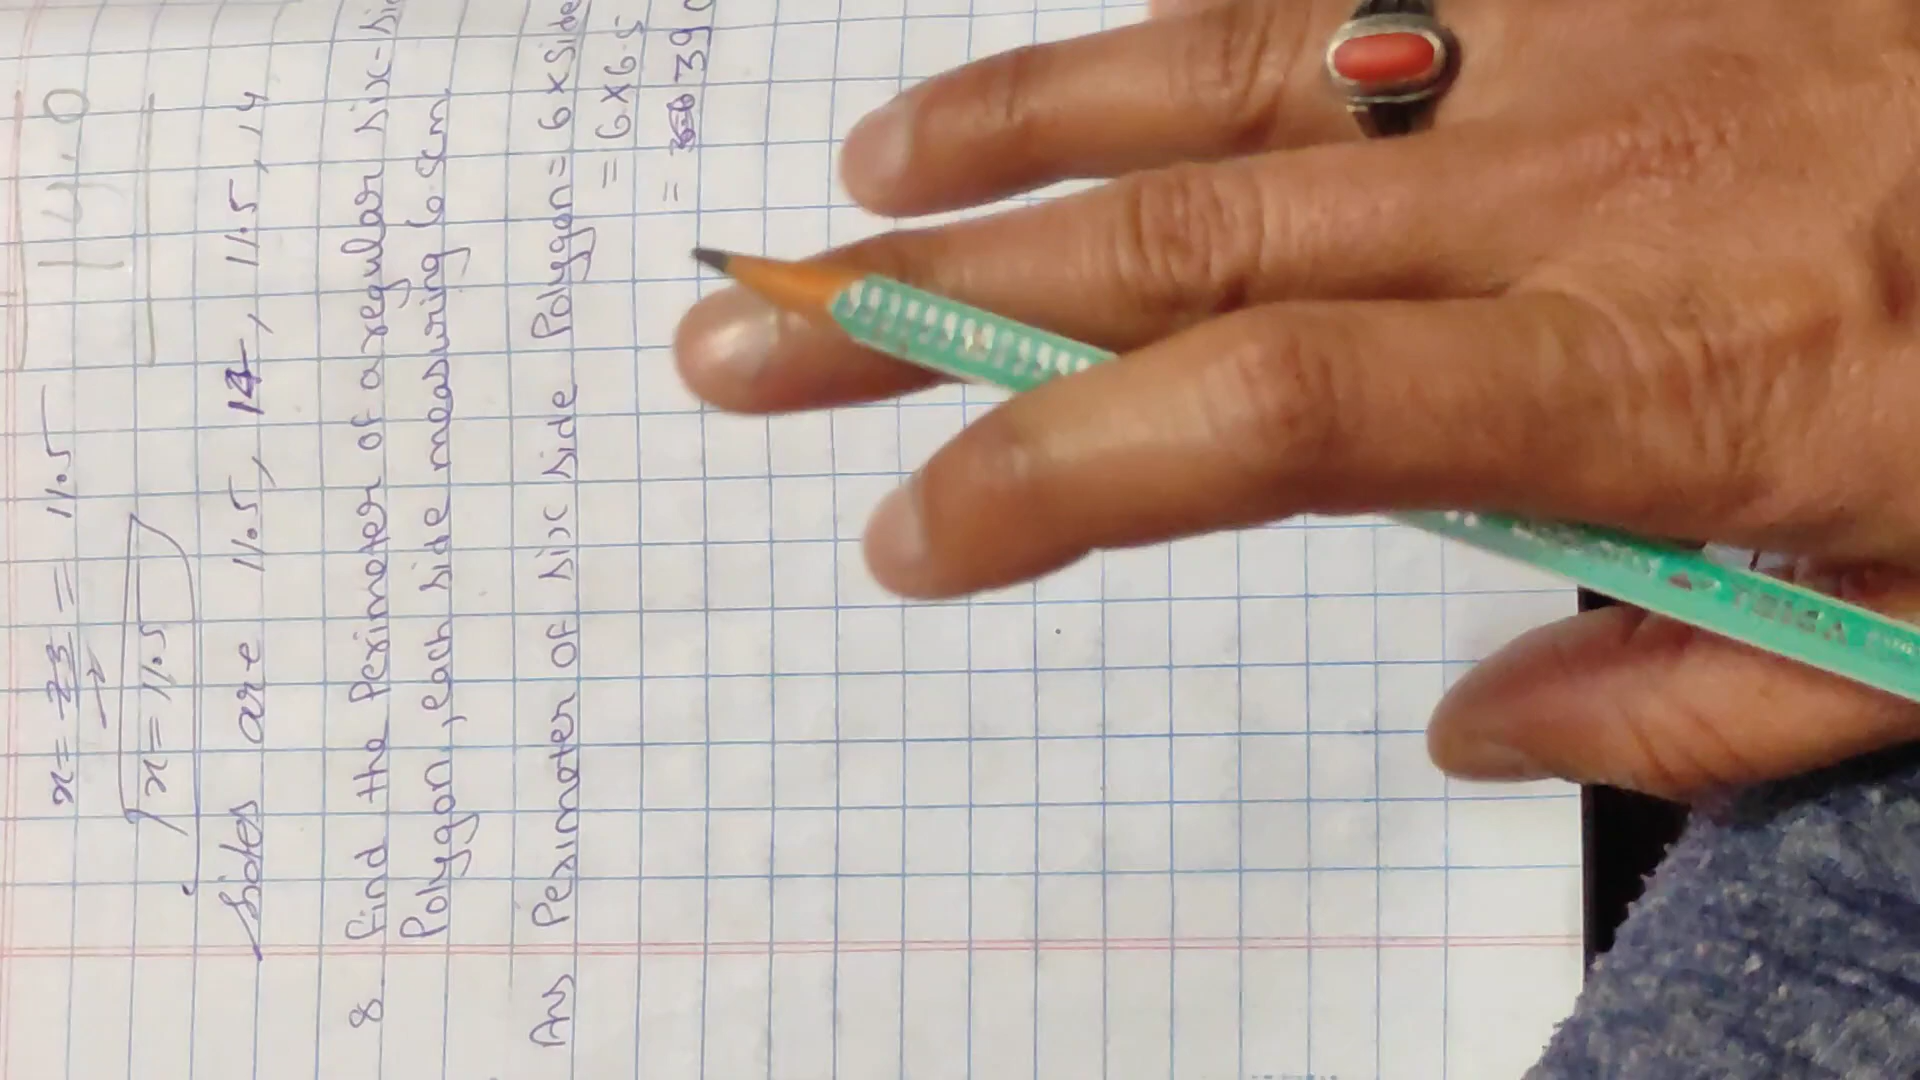 x = 23/2 = 11.5
14.0
x = 11.5
Sides are 11.5, 14, 11.5, 14
8 find the Perimeter of a regular six-
Polygon, each side measuring 6.5cm
Ans Perimeter of six side Polygon = 6 x side
= 6 x 6.5
= 39